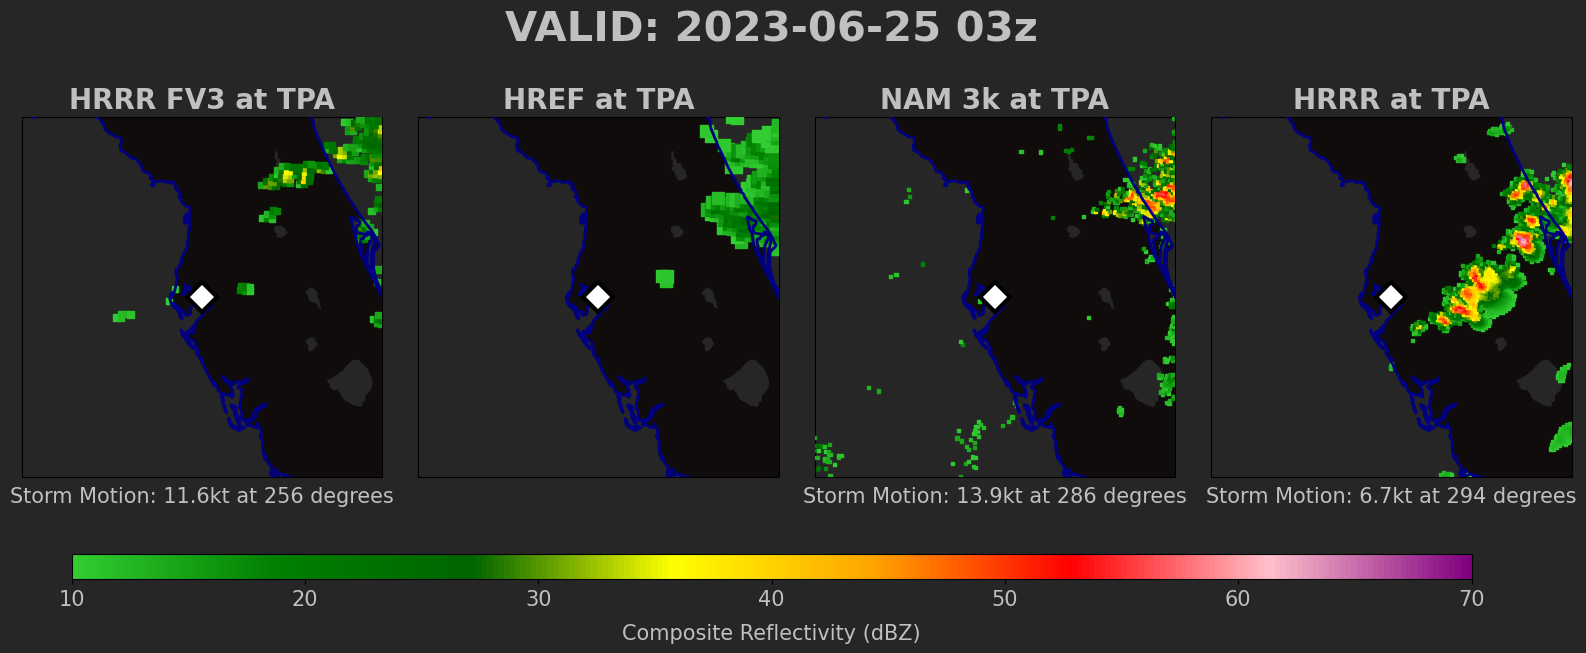 VALID: 2023-06-25 03z
HRRR FV3 at TPA
HREF at TPA
NAM 3k at TPA
HRRR at TPA
Storm Motion: 11.6kt at 256 degrees
Storm Motion: 13.9kt at 286 degrees
Storm Motion: 6.7kt at 294 degrees
10 20 30 40 50 60 70
Composite Reflectivity (dBZ)